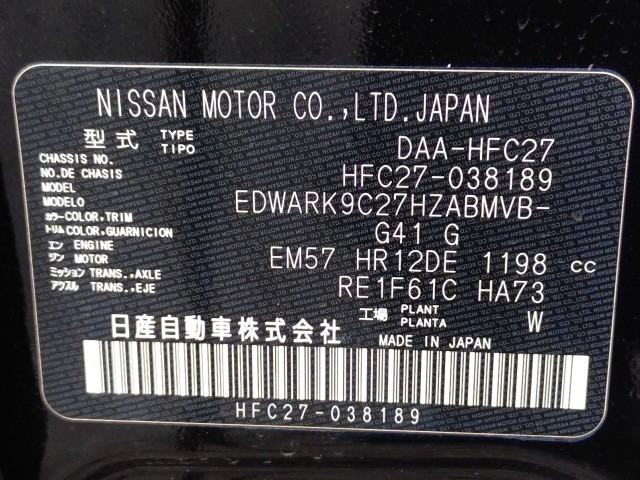 NISSAN MOTOR CO.,LTD.JAPAN
型式 TYPE TIPO DAA-HFC27
CHASSIS NO. NO.DE CHASSIS HFC27-038189
MODEL MODELO EDWARK9C27HZABMVB-
カラー COLOR,TRIM トリム COLOR,GUARNICION G41 G
エンジン ENGINE MOTOR EM57 HR12DE 1198 cc
ミッション TRANS.,AXLE アクスル TRANS.,EJE RE1F61C HA73
日産自動車株式会社 工場 PLANT PLANTA W
MADE IN JAPAN
HFC27-038189